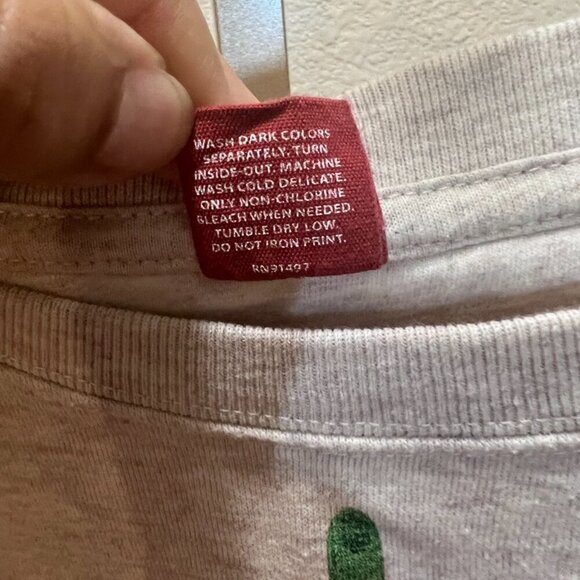 WASH DARK COLORS
SEPARATELY. TURN
INSIDE-OUT. MACHINE
WASH COLD DELICATE.
ONLY NON-CHLORINE
BLEACH WHEN NEEDED.
TUMBLE DRY LOW.
DO NOT IRON PRINT.
RN91497